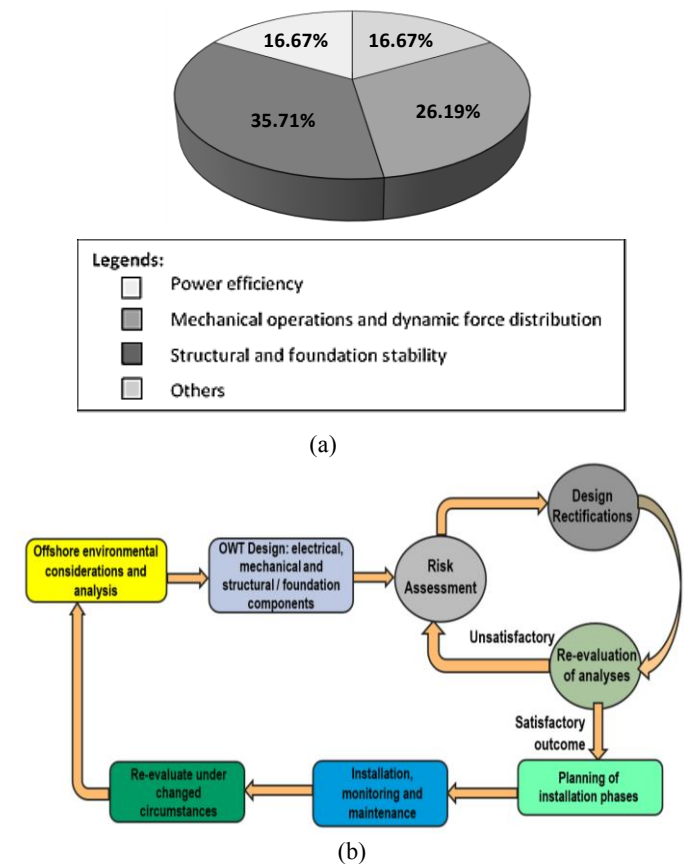 16.67%
16.67%
35.71%
26.19%
Legends:
Power efficiency
Mechanical operations and dynamic force distribution
Structural and foundation stability
Others
(a)
Offshore environmental
considerations and
analysis
OWT Design: electrical,
mechanical and
structural / foundation
components
Risk
Assessment
Design
Rectifications
Unsatisfactory
Re-evaluation
of analyses
Satisfactory
outcome
Planning of
installation phases
Installation,
monitoring and
maintenance
Re-evaluate under
changed
circumstances
(b)